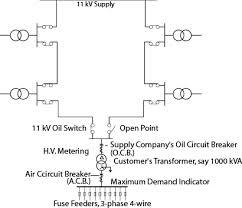 11 kV Supply
11 kV Oil Switch
Open Point
Supply Company's Oil Circuit Breaker
(O.C.B.)
H.V. Metering
Customer's Transformer, say 1000 kVA
Air Circuit Breaker
(A.C.B.)
Maximum Demand Indicator
Fuse Feeders, 3-phase 4-wire